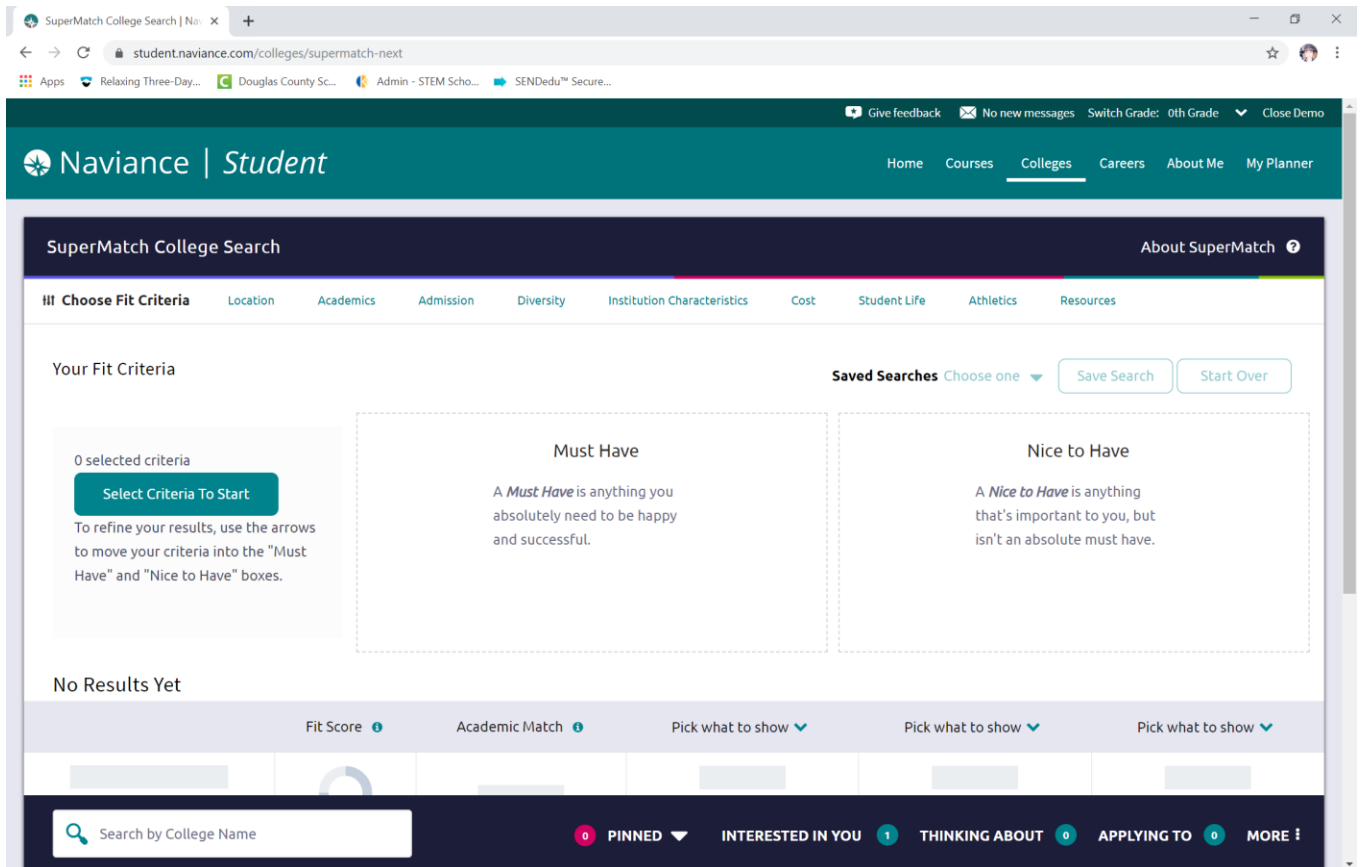 SuperMatch College Search | Nav
student.naviance.com/colleges/supermatch-next
Apps Relaxing Three-Day... Douglas County Sc... Admin - STEM Scho... SENDedu™ Secure...
Give feedback No new messages Switch Grade: 0th Grade Close Demo
Naviance | Student
Home Courses Colleges Careers About Me My Planner
SuperMatch College Search About SuperMatch ?
Choose Fit Criteria Location Academics Admission Diversity Institution Characteristics Cost Student Life Athletics Resources
Your Fit Criteria
Saved Searches Choose one Save Search Start Over
0 selected criteria
Select Criteria To Start
To refine your results, use the arrows
to move your criteria into the "Must
Have" and "Nice to Have" boxes.
Must Have
A Must Have is anything you
absolutely need to be happy
and successful.
Nice to Have
A Nice to Have is anything
that's important to you, but
isn't an absolute must have.
No Results Yet
Fit Score Academic Match Pick what to show Pick what to show Pick what to show
Search by College Name 0 PINNED INTERESTED IN YOU 1 THINKING ABOUT 0 APPLYING TO 0 MORE